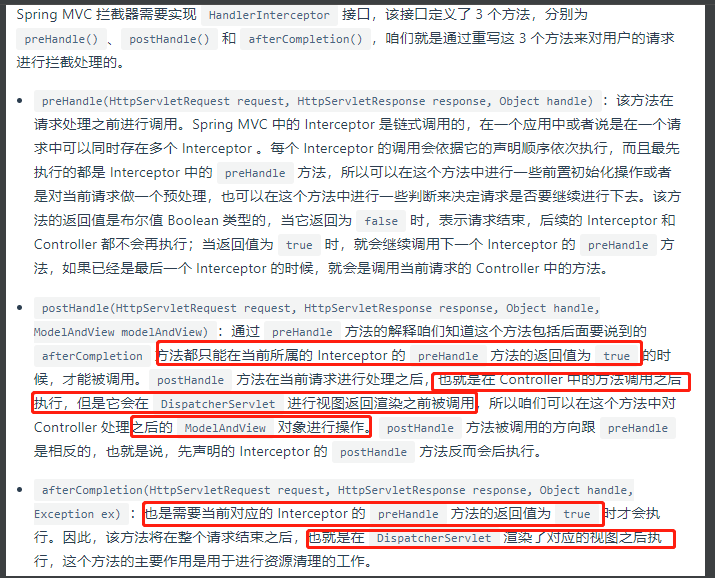 Spring MVC 拦截器需要实现 HandlerInterceptor 接口，该接口定义了 3 个方法，分别为
preHandle() 、 postHandle() 和 afterCompletion() ，咱们就是通过重写这 3 个方法来对用户的请求
进行拦截处理的。
• preHandle(HttpServletRequest request, HttpServletResponse response, Object handle) ：该方法在
请求处理之前进行调用。Spring MVC 中的 Interceptor 是链式调用的，在一个应用中或者说是在一个请
求中可以同时存在多个 Interceptor 。每个 Interceptor 的调用会依据它的声明顺序依次执行，而且最先
执行的都是 Interceptor 中的 preHandle 方法，所以可以在这个方法中进行一些前置初始化操作或者
是对当前请求做一个预处理，也可以在这个方法中进行一些判断来决定请求是否要继续进行下去。该方
法的返回值是布尔值 Boolean 类型的，当它返回为 false 时，表示请求结束，后续的 Interceptor 和
Controller 都不会再执行；当返回值为 true 时，就会继续调用下一个 Interceptor 的 preHandle 方
法，如果已经是最后一个 Interceptor 的时候，就会是调用当前请求的 Controller 中的方法。
• postHandle(HttpServletRequest request, HttpServletResponse response, Object handle,
ModelAndView modelAndView) ：通过 preHandle 方法的解释咱们知道这个方法包括后面要说到的
afterCompletion 方法都只能在当前所属的 Interceptor 的 preHandle 方法的返回值为 true 的时
候，才能被调用。 postHandle 方法在当前请求进行处理之后，也就是在 Controller 中的方法调用之后
执行，但是它会在 DispatcherServlet 进行视图返回渲染之前被调用，所以咱们可以在这个方法中对
Controller 处理之后的 ModelAndView 对象进行操作。 postHandle 方法被调用的方向跟 preHandle
是相反的，也就是说，先声明的 Interceptor 的 postHandle 方法反而会后执行。
• afterCompletion(HttpServletRequest request, HttpServletResponse response, Object handle,
Exception ex) ：也是需要当前对应的 Interceptor 的 preHandle 方法的返回值为 true 时才会执
行。因此，该方法将在整个请求结束之后，也就是在 DispatcherServlet 渲染了对应的视图之后执
行，这个方法的主要作用是用于进行资源清理的工作。